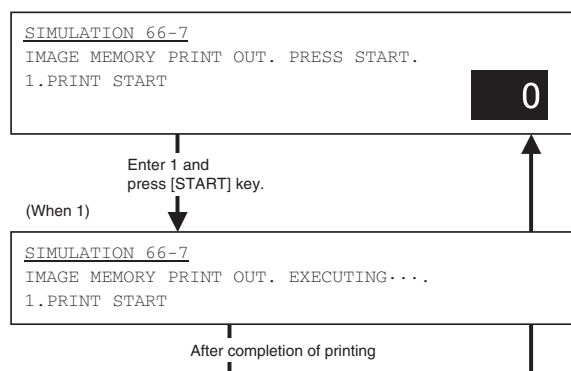 SIMULATION 66-7
IMAGE MEMORY PRINT OUT. PRESS START.
1.PRINT START
0
Enter 1 and
press [START] key.
(When 1)
SIMULATION 66-7
IMAGE MEMORY PRINT OUT. EXECUTING····.
1.PRINT START
After completion of printing